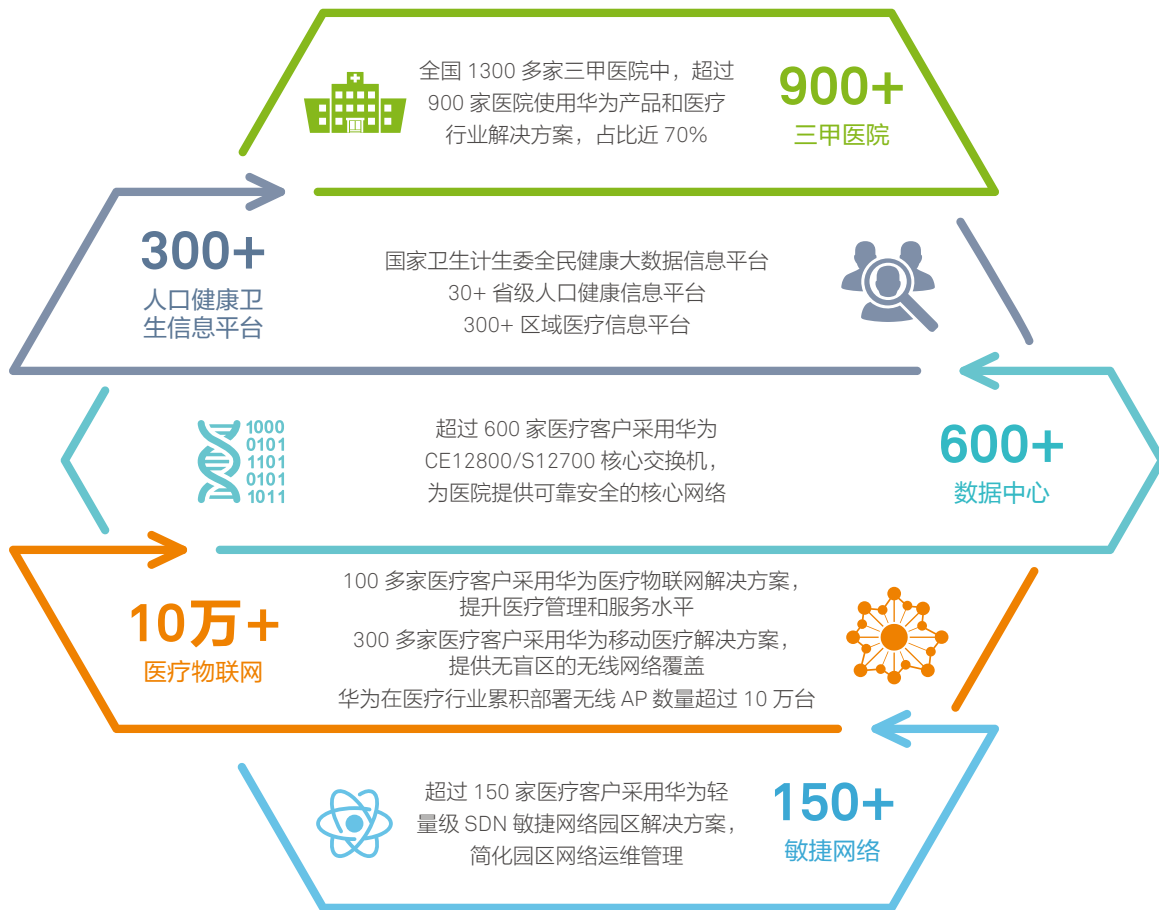 全国 1300 多家三甲医院中，超过
900 家医院使用华为产品和医疗
行业解决方案，占比近 70%
900+
三甲医院
300+
人口健康卫
生信息平台
国家卫生计生委全民健康大数据信息平台
30+ 省级人口健康信息平台
300+ 区域医疗信息平台
1000
0101
1101
0101
1011
超过 600 家医疗客户采用华为
CE12800/S12700 核心交换机，
为医院提供可靠安全的核心网络
600+
数据中心
10万+
医疗物联网
100 多家医疗客户采用华为医疗物联网解决方案，
提升医疗管理和服务水平
300 多家医疗客户采用华为移动医疗解决方案，
提供无盲区的无线网络覆盖
华为在医疗行业累积部署无线 AP 数量超过 10 万台
超过 150 家医疗客户采用华为轻
量级 SDN 敏捷网络园区解决方案，
简化园区网络运维管理
150+
敏捷网络